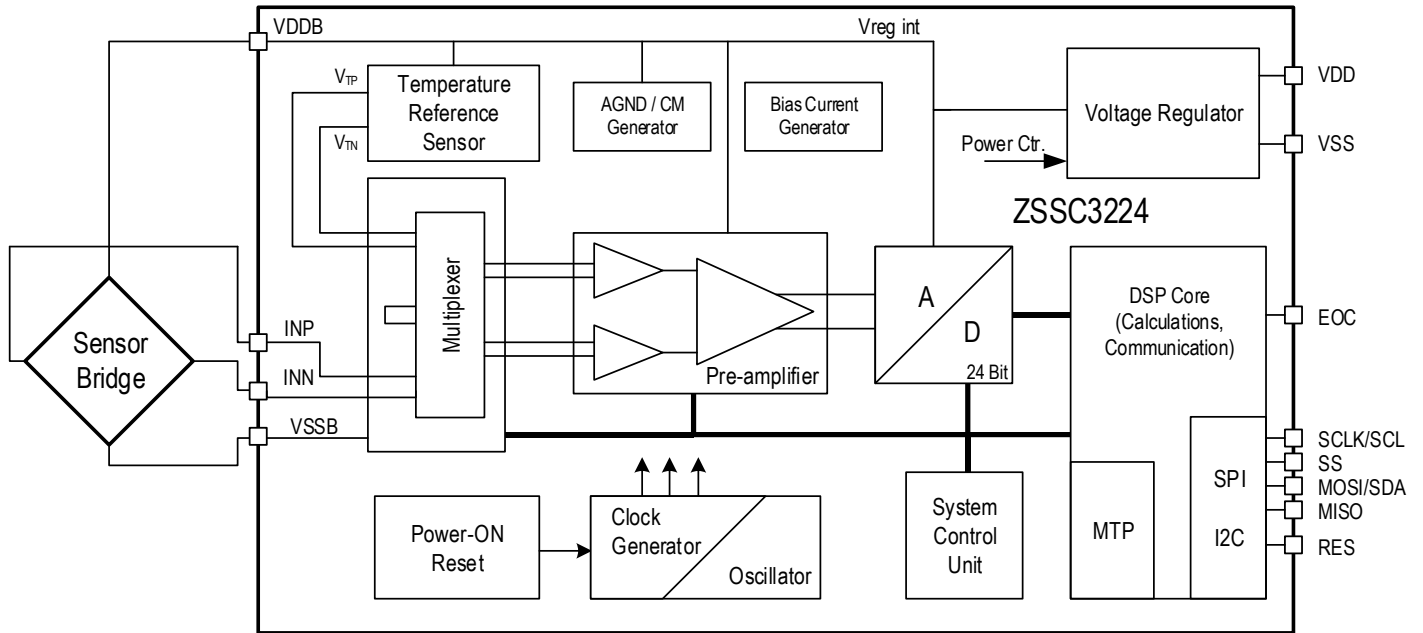 VDDB
Vreg int
VTP
Temperature
Reference
Sensor
VTN
AGND / CM
Generator
Bias Current
Generator
Voltage Regulator
Power Ctr.
VDD
VSS
ZSSC3224
Sensor
Bridge
INP
INN
VSSB
Multiplexer
Pre-amplifier
A
D
24 Bit
DSP Core
(Calculations,
Communication)
EOC
SCLK/SCL
SS
MOSI/SDA
MISO
RES
SPI
I2C
MTP
Power-ON
Reset
Clock
Generator
Oscillator
System
Control
Unit